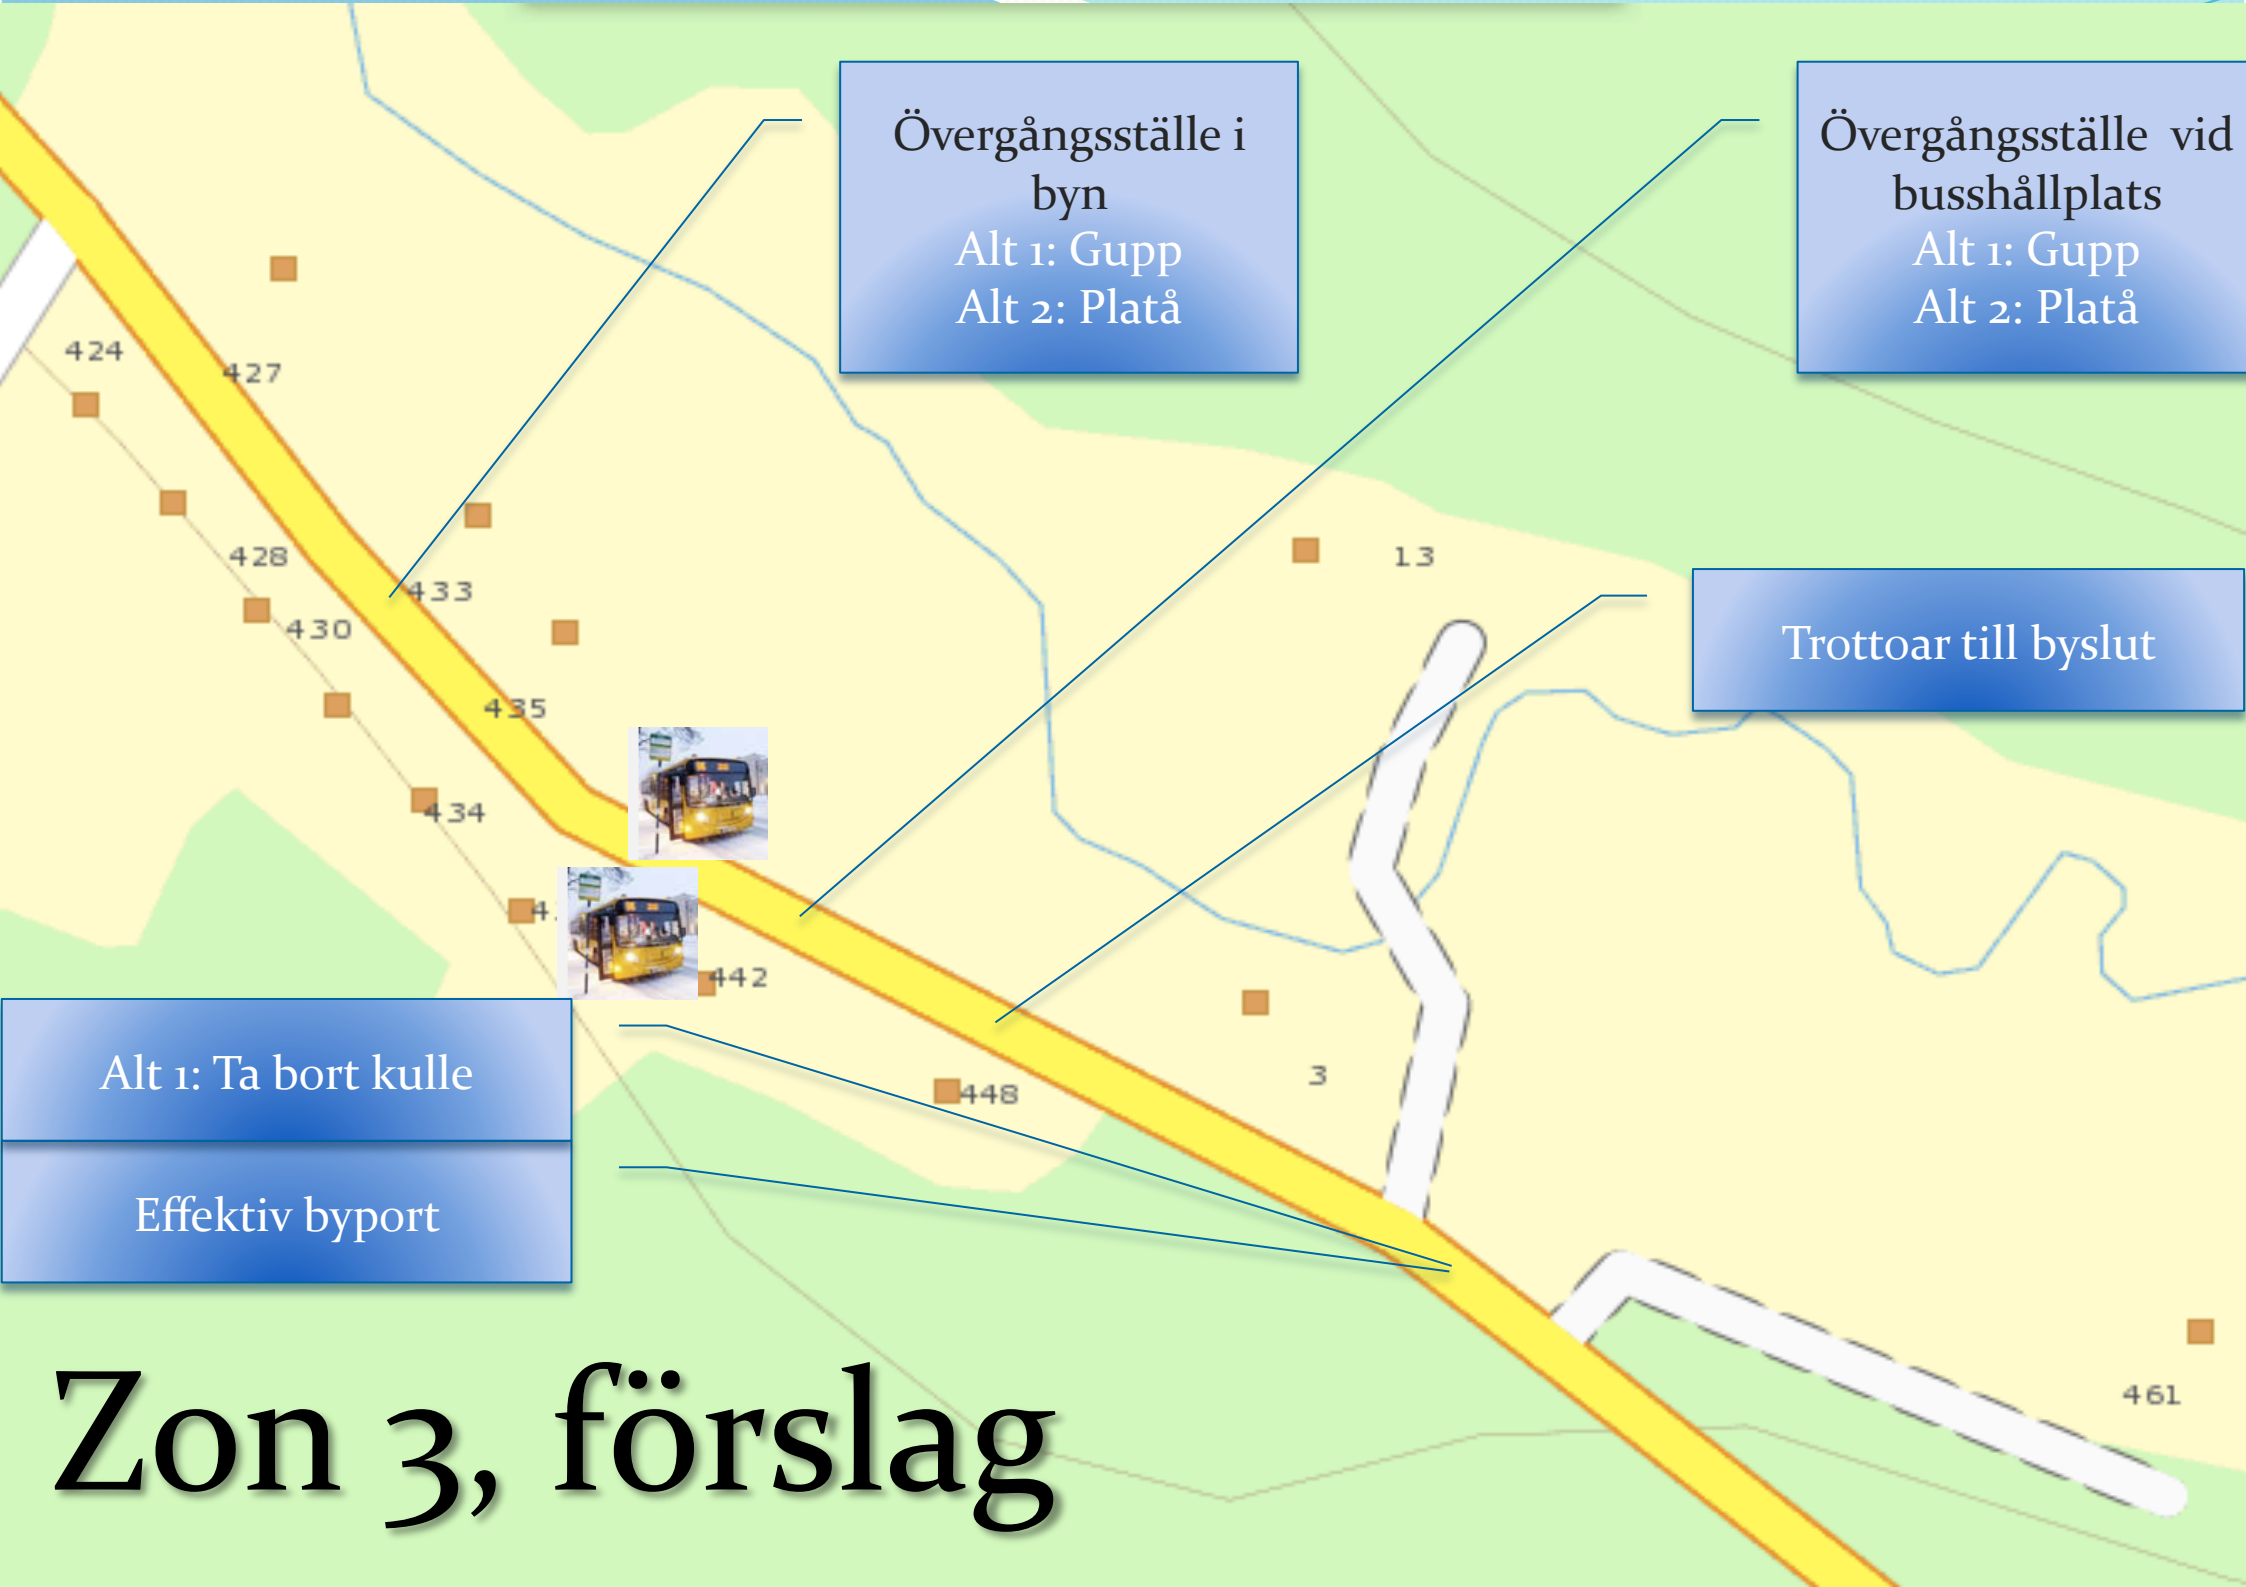 Övergångsställe i
byn
Alt 1: Gupp
Alt 2: Platå
Övergångsställe vid
busshållplats
Alt 1: Gupp
Alt 2: Platå
424
427
428
433
13
430
Trottoar till byslut
435
434
442
Alt 1: Ta bort kulle
3
448
Effektiv byport
461
Zon 3, förslag